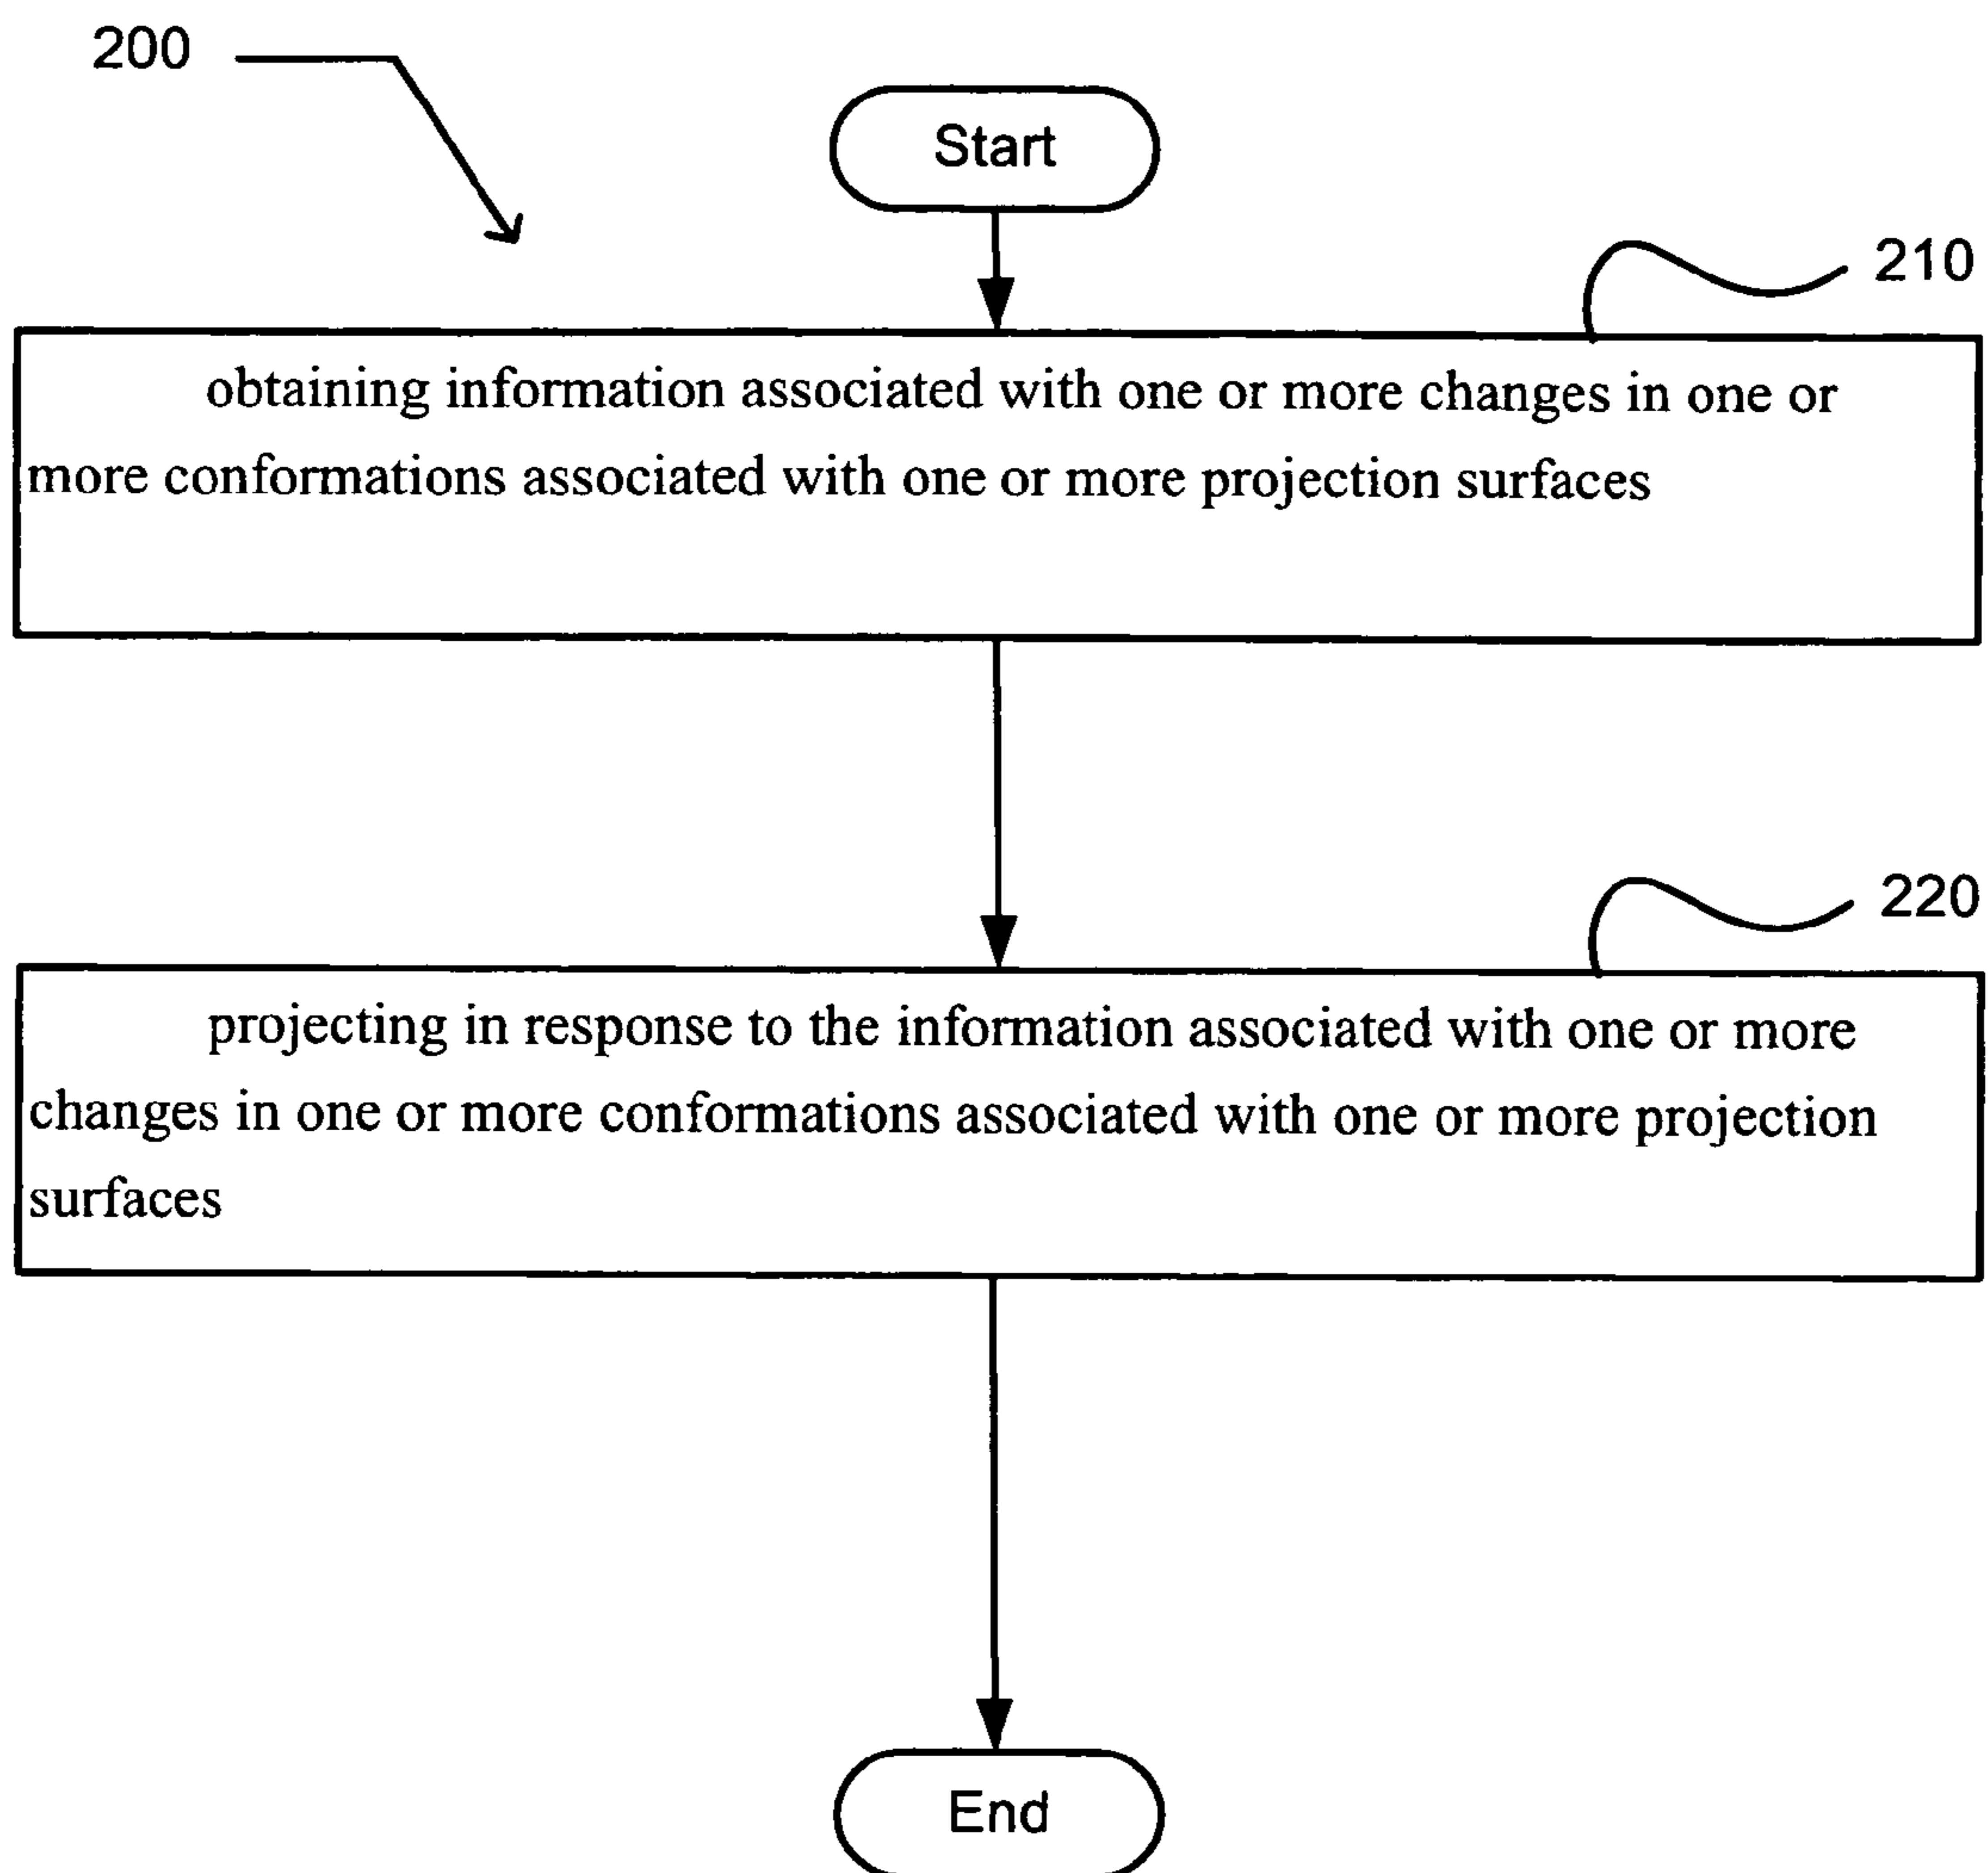 200
Start
210
obtaining information associated with one or more changes in one or
more conformations associated with one or more projection surfaces
220
projecting in response to the information associated with one or more
changes in one or more conformations associated with one or more projection
surfaces
End